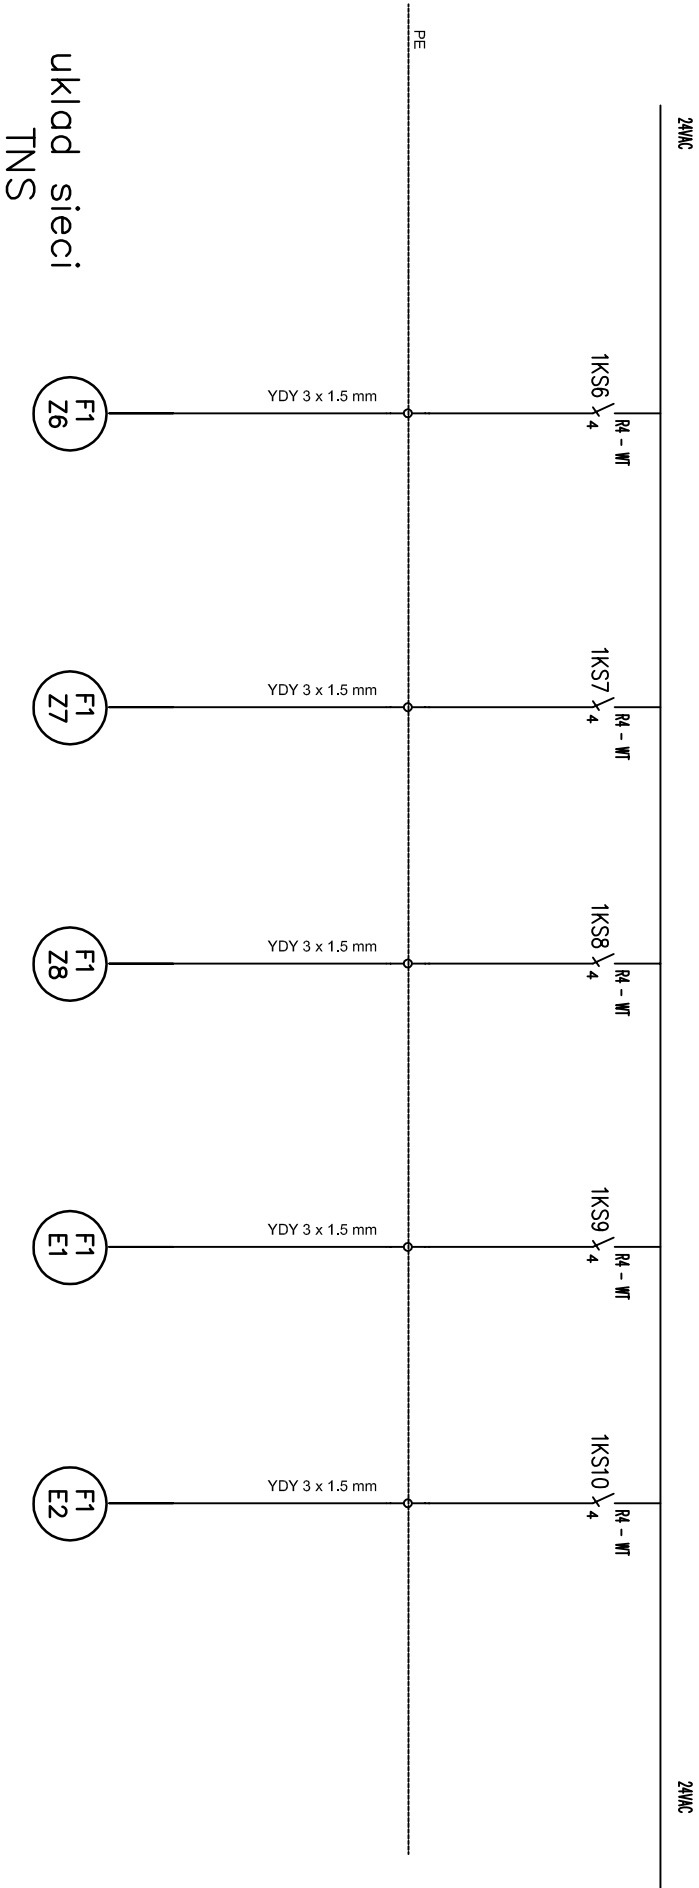 24VAC
24VAC
PE
1KS6
4
R4 - WT
YDY 3 x 1.5 mm
F1
Z6
1KS7
4
R4 - WT
YDY 3 x 1.5 mm
F1
Z7
1KS8
4
R4 - WT
YDY 3 x 1.5 mm
F1
Z8
1KS9
4
R4 - WT
YDY 3 x 1.5 mm
F1
E1
1KS10
4
R4 - WT
YDY 3 x 1.5 mm
F1
E2
uklad sieci
TNS